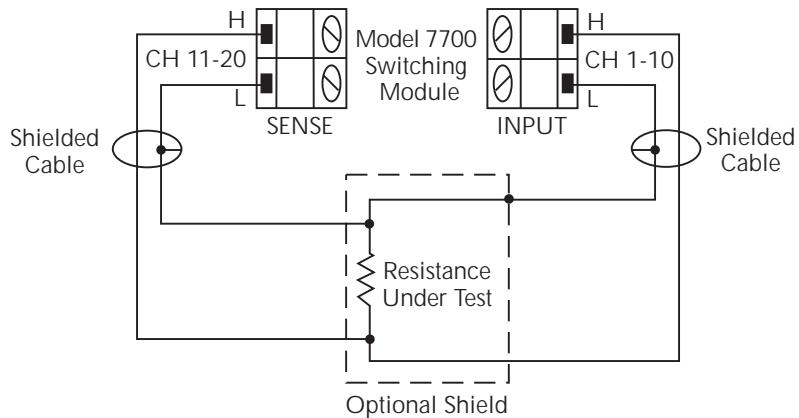 H
CH 11-20
L
SENSE
Model 7700
Switching
Module
H
CH 1-10
L
INPUT
Shielded
Cable
Shielded
Cable
Resistance
Under Test
Optional Shield